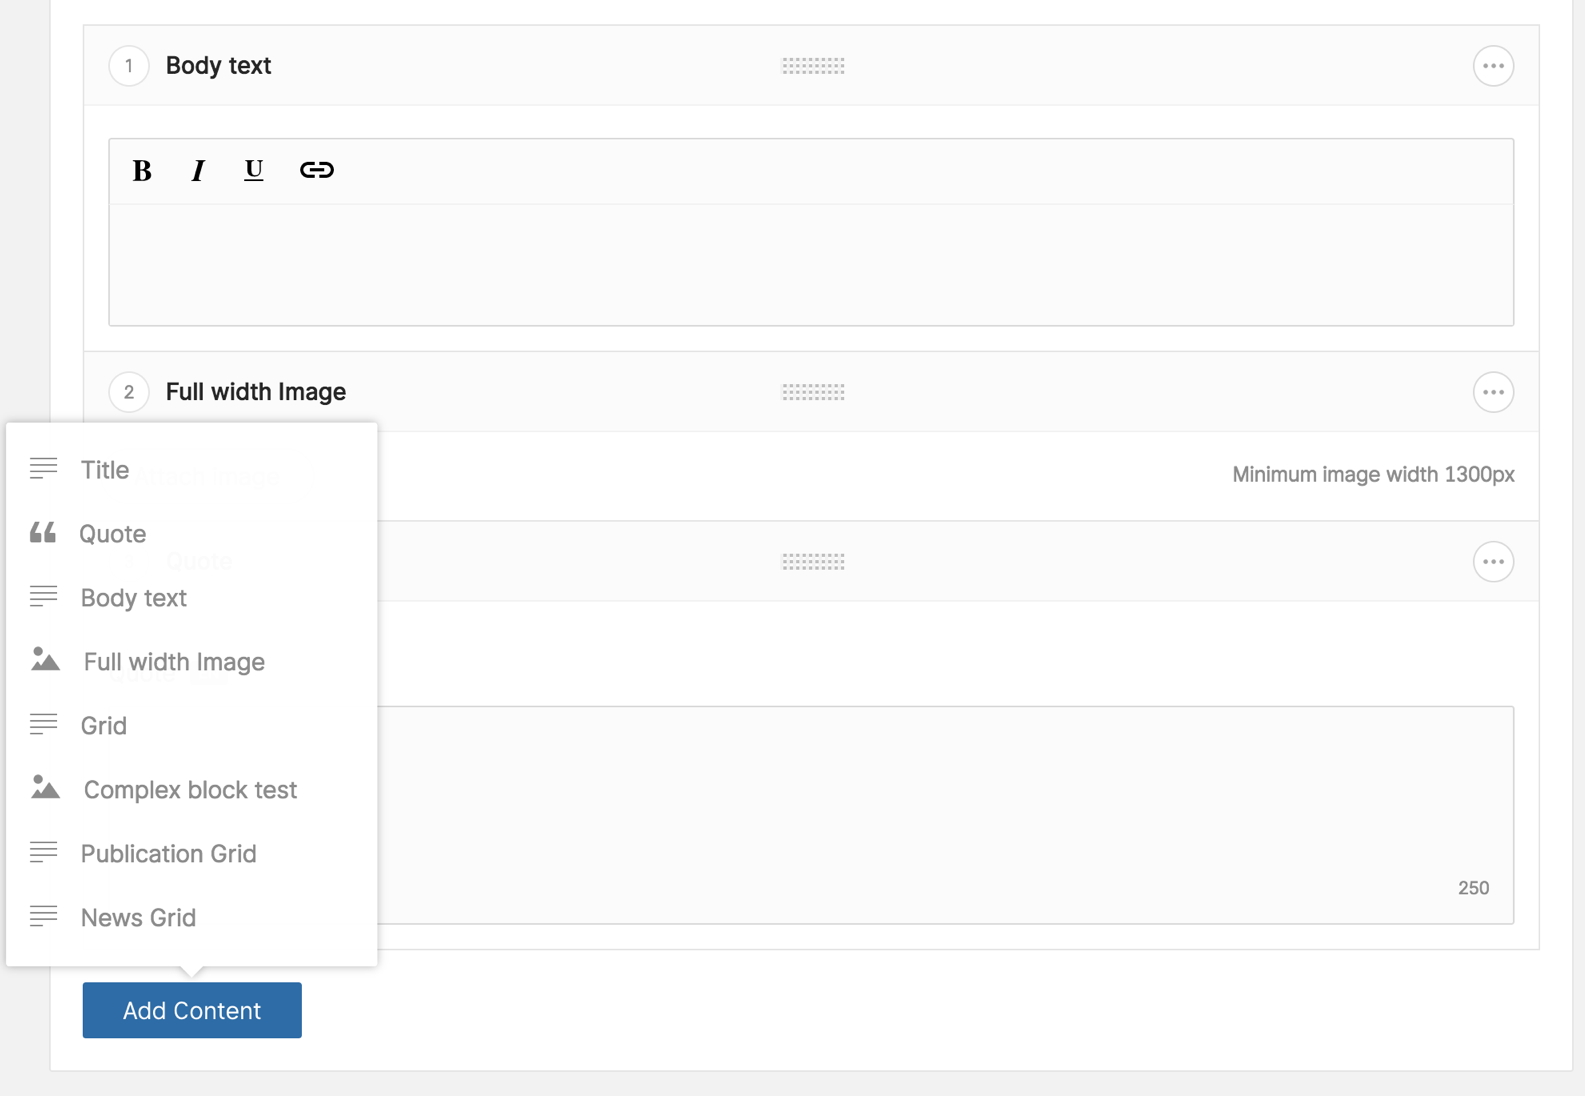 1 Body text
B I U
2 Full width Image
Minimum image width 1300px
Title
Quote
Quote
Body text
Full width Image
Grid
Complex block test
Publication Grid
250
News Grid
Add Content